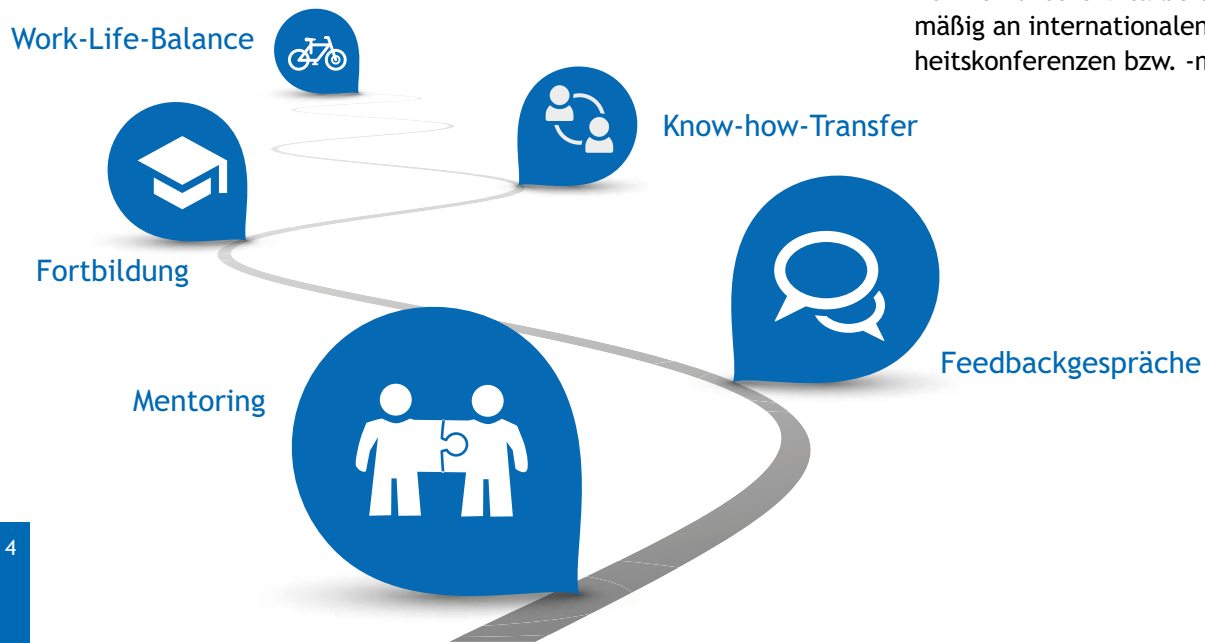 mäßig an internationalen
heitskonferenzen bzw. -
Work-Life-Balance
Know-how-Transfer
Fortbildung
Feedbackgespräche
Mentoring
4